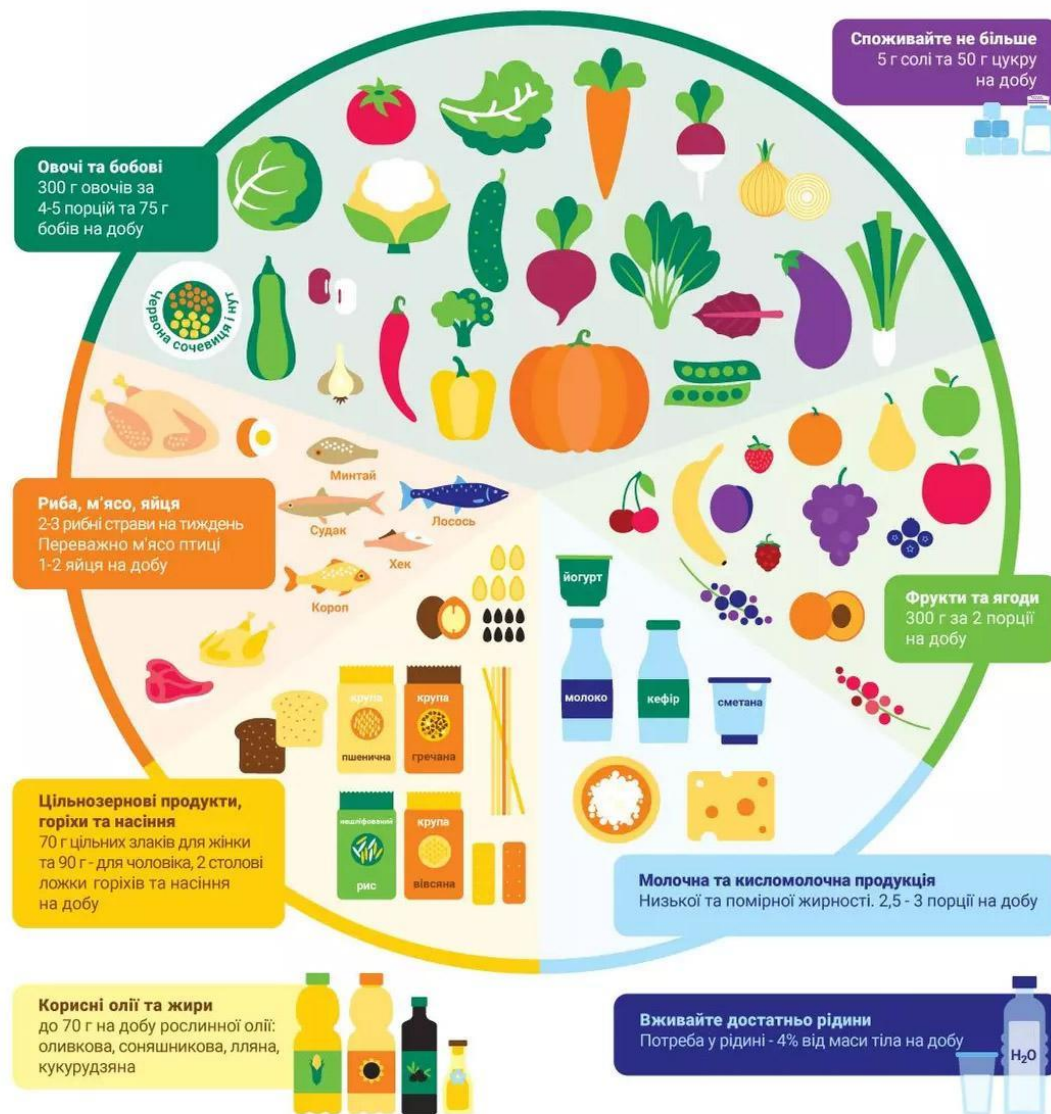 Споживайте не більше
5 г солі та 50 г цукру
на добу
Овочі та бобові
300 г овочів за
4-5 порцій та 75 г
бобів на добу
Червона сочевиця і нут
Риба, м'ясо, яйця
2-3 рибні страви на тиждень
Переважно м'ясо птиці
1-2 яйця на добу
Минтай
Судак
Лосось
Хек
Короп
Фрукти та ягоди
300 г за 2 порції
на добу
йогурт
молоко
кефір
сметана
крупа
пшенична
крупа
гречана
нешліфований
рис
крупа
вівсяна
Цільнозернові продукти,
горіхи та насіння
70 г цільних злаків для жінки
та 90 г - для чоловіка, 2 столові
ложки горіхів та насіння
на добу
Молочна та кисломолочна продукція
Низької та помірної жирності. 2,5 - 3 порції на добу
Корисні олії та жири
до 70 г на добу рослинної олії:
оливкова, соняшникова, лляна,
кукурудзяна
Вживайте достатньо рідини
Потреба у рідині - 4% від маси тіла на добу
H₂O